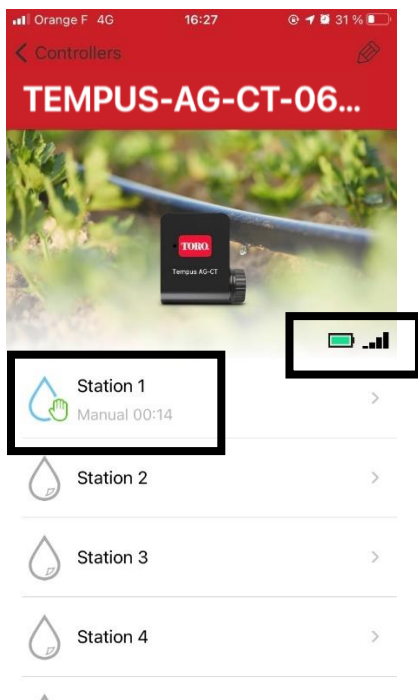 Orange F 4G 16:27 31 %
Controllers
TEMPUS-AG-CT-06...
TORO
Tempus AG-CT
Station 1
Manual 00:14
Station 2
Station 3
Station 4